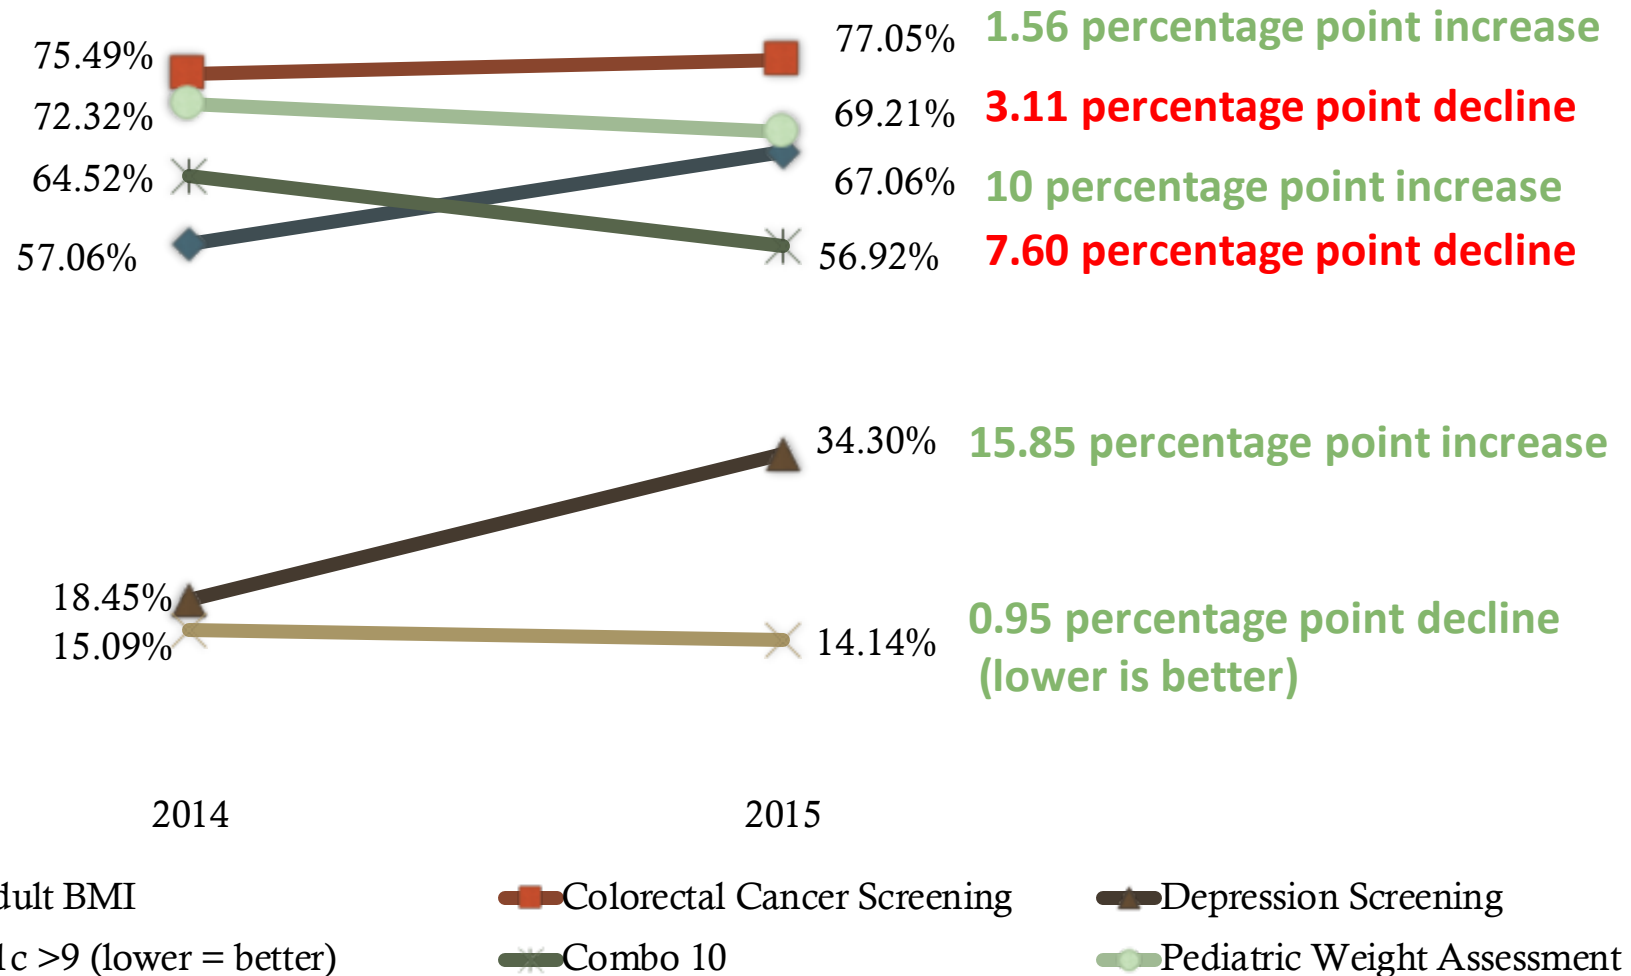 75.49%
77.05%
1.56 percentage point increase
72.32%
69.21%
3.11 percentage point decline
64.52%
67.06%
10 percentage point increase
57.06%
56.92%
7.60 percentage point decline
34.30%
15.85 percentage point increase
18.45%
15.09%
14.14%
0.95 percentage point decline
(lower is better)
2014
2015
dult BMI
Colorectal Cancer Screening
Depression Screening
1c >9 (lower = better)
Combo 10
Pediatric Weight Assessment